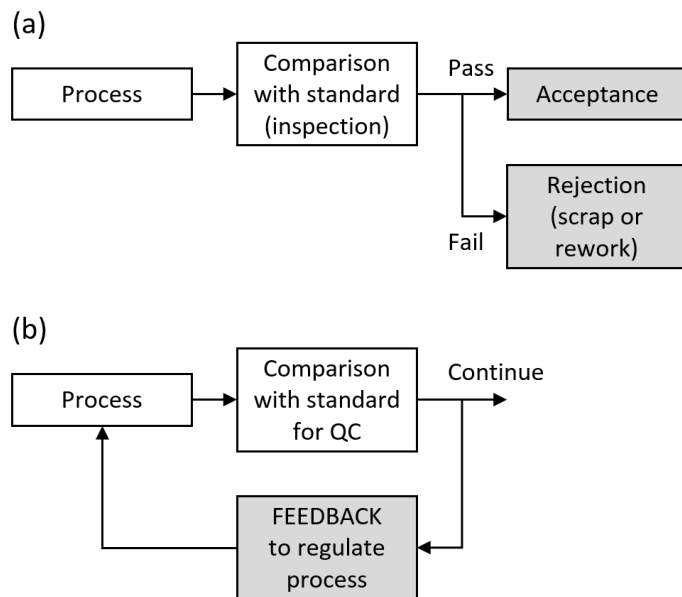 (a)
Process
Comparison
with standard
(inspection)
Pass
Acceptance
Rejection
(scrap or
rework)
Fail
(b)
Process
Comparison
with standard
for QC
Continue
FEEDBACK
to regulate
process